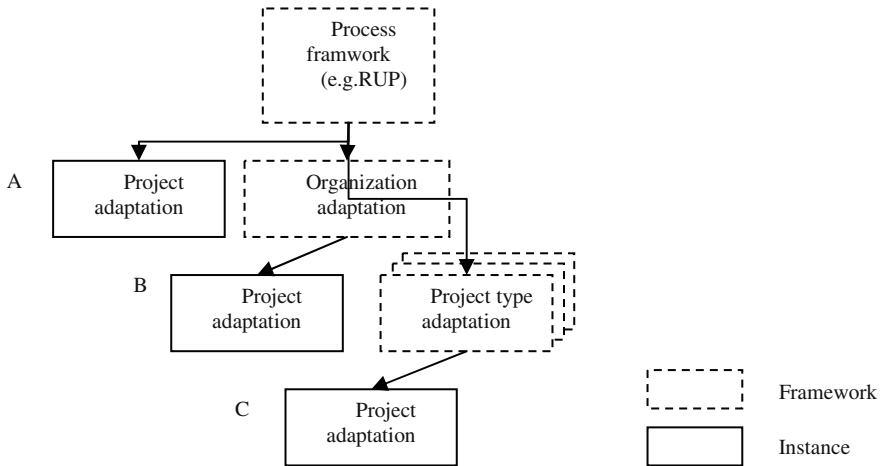 Process
framwork
(e.g.RUP)
A
Project
adaptation
Organization
adaptation
B
Project
adaptation
Project type
adaptation
C
Project
adaptation
Framework
Instance